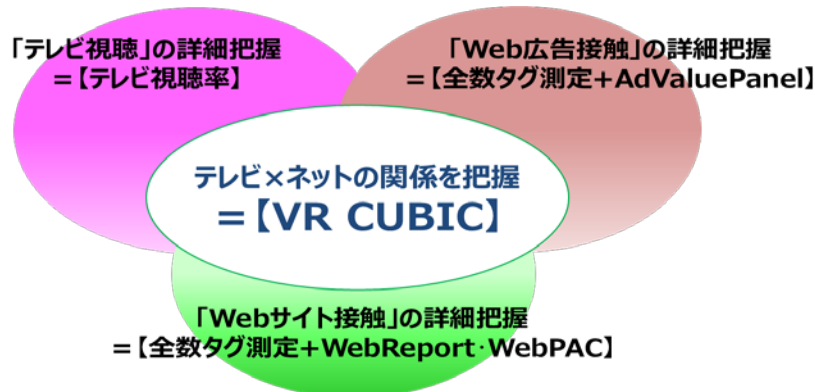 「テレビ視聴」の詳細把握
＝【テレビ視聴率】
「Web広告接触」の詳細把握
＝【全数タグ測定+AdValuePanel】
テレビ×ネットの関係を把握
＝【VR CUBIC】
「Webサイト接触」の詳細把握
＝【全数タグ測定+WebReport･WebPAC】